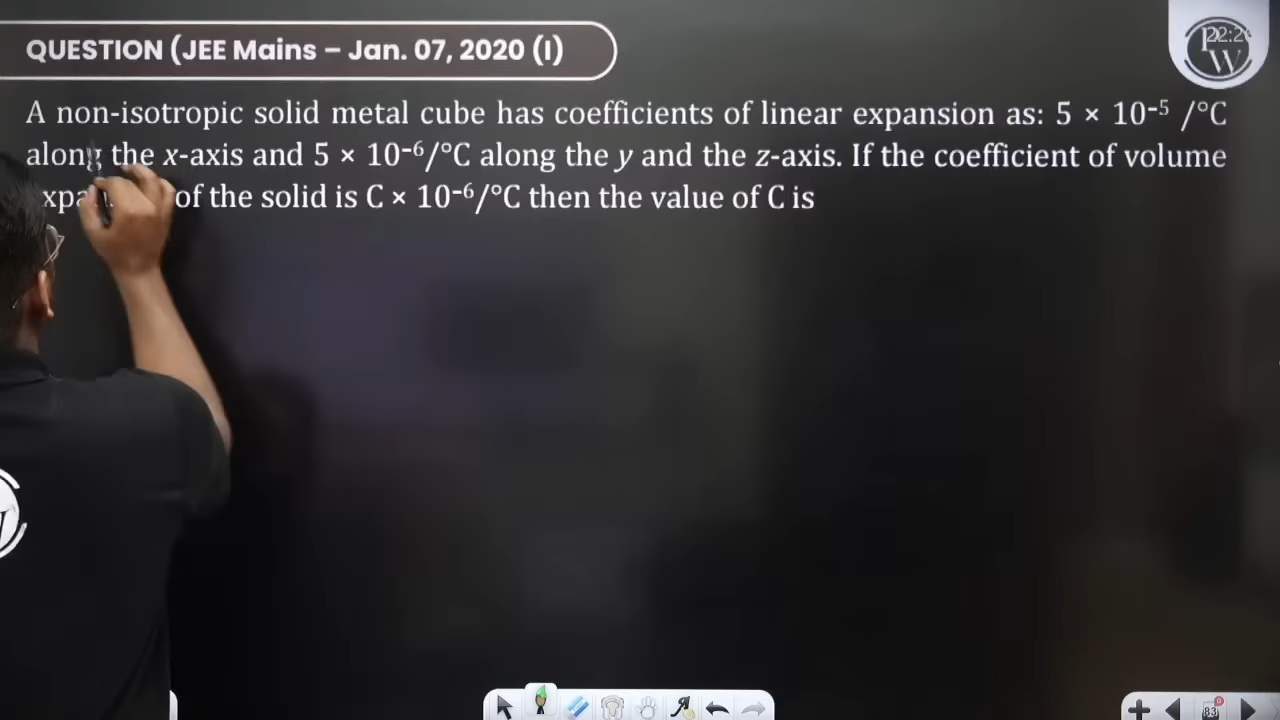 QUESTION (JEE Mains – Jan. 07, 2020 (I)
A non-isotropic solid metal cube has coefficients of linear expansion as: 5 × 10⁻⁵ /°C
along the x-axis and 5 × 10⁻⁶/°C along the y and the z-axis. If the coefficient of volume
of the solid is C × 10⁻⁶/°C then the value of C is
PW
83